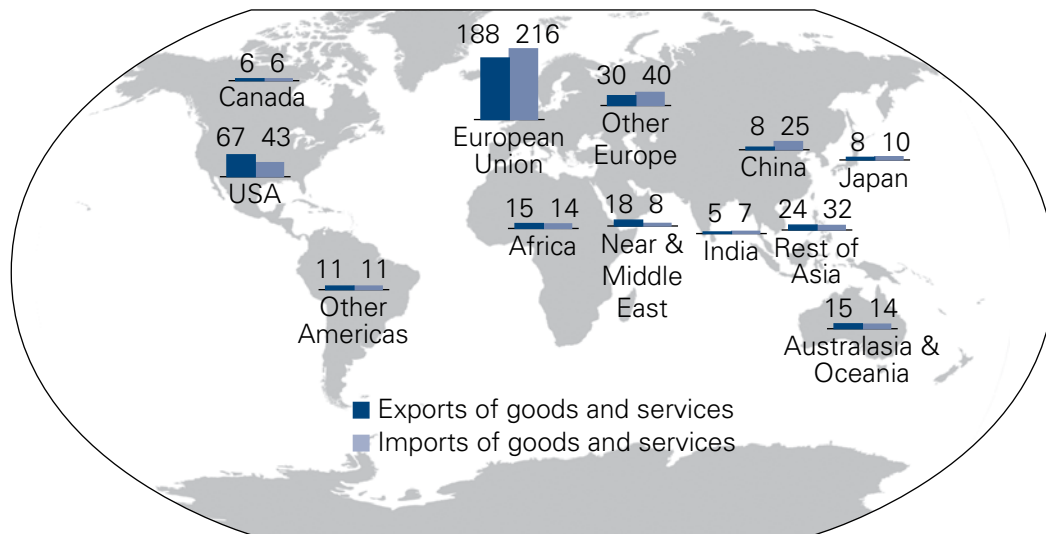 188 216
European
Union
30 40
Other
Europe
6 6
Canada
67 43
USA
8 25
China
8 10
Japan
15 14
Africa
18 8
Near &
Middle
East
5 7
India
24 32
Rest of
Asia
11 11
Other
Americas
15 14
Australasia &
Oceania
Exports of goods and services
Imports of goods and services